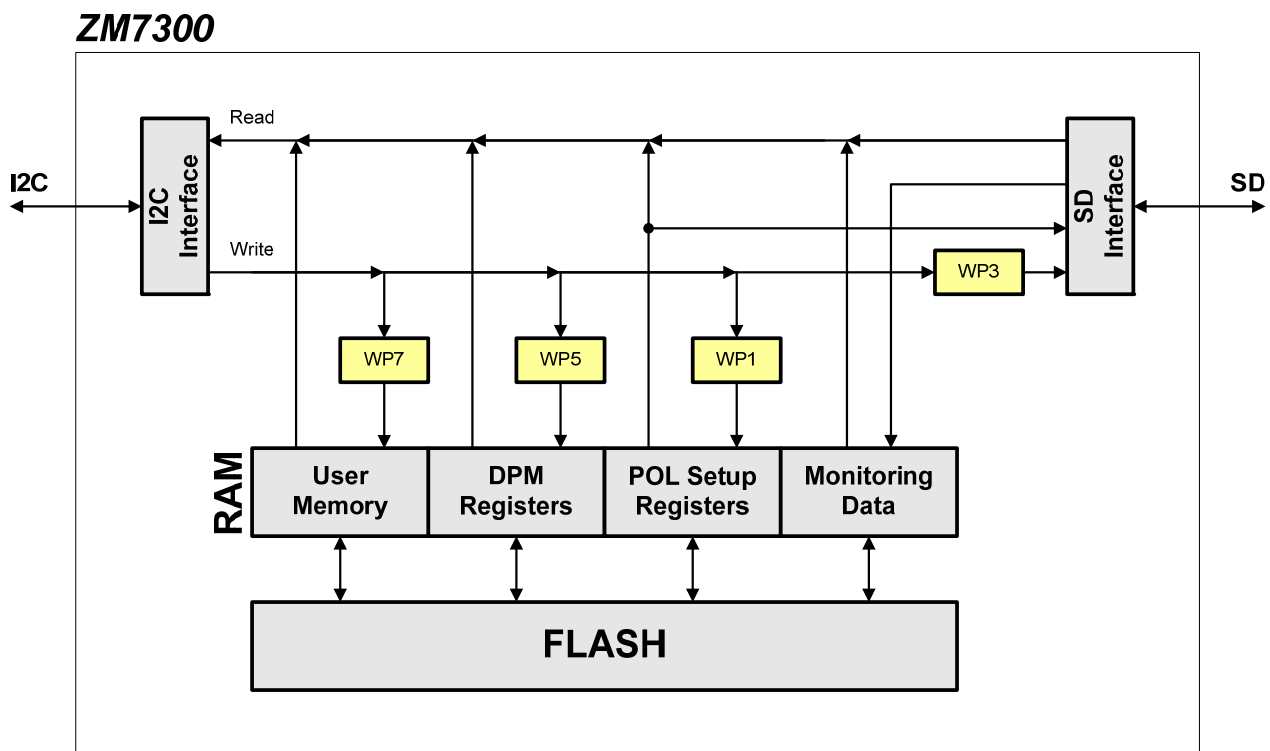 ZM7300
Read
I2C
I2C
Interface
SD
Interface
SD
Write
WP3
WP7
WP5
WP1
RAM
User
Memory
DPM
Registers
POL Setup
Registers
Monitoring
Data
FLASH